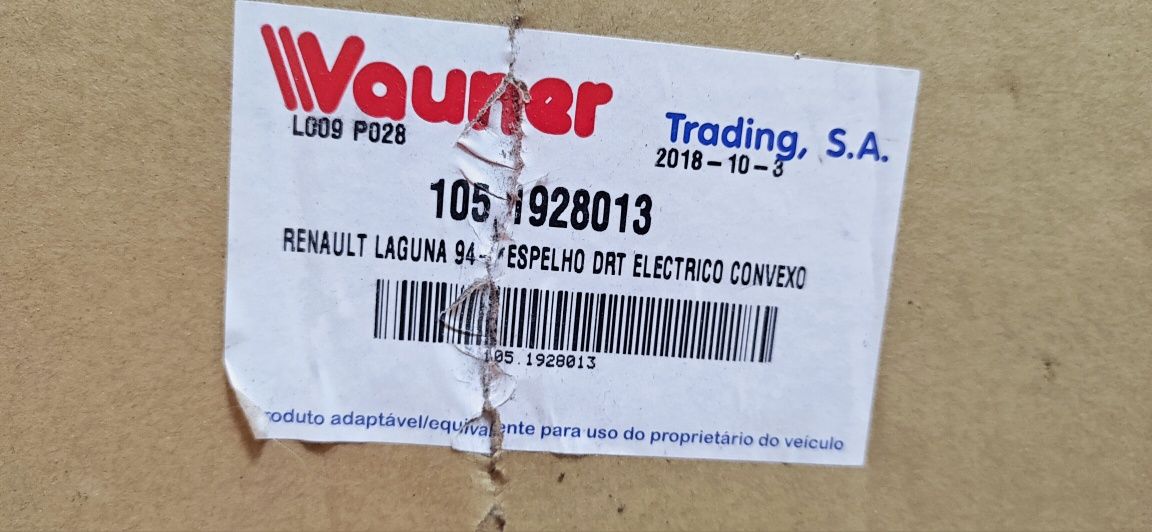 Vauner
Trading, S.A.
L009 P028
2018-10-3
105.1928013
RENAULT LAGUNA 94- ESPELHO DRT ELECTRICO CONVEXO
105.1928013
roduto adaptável/equivalente para uso do proprietário do veículo